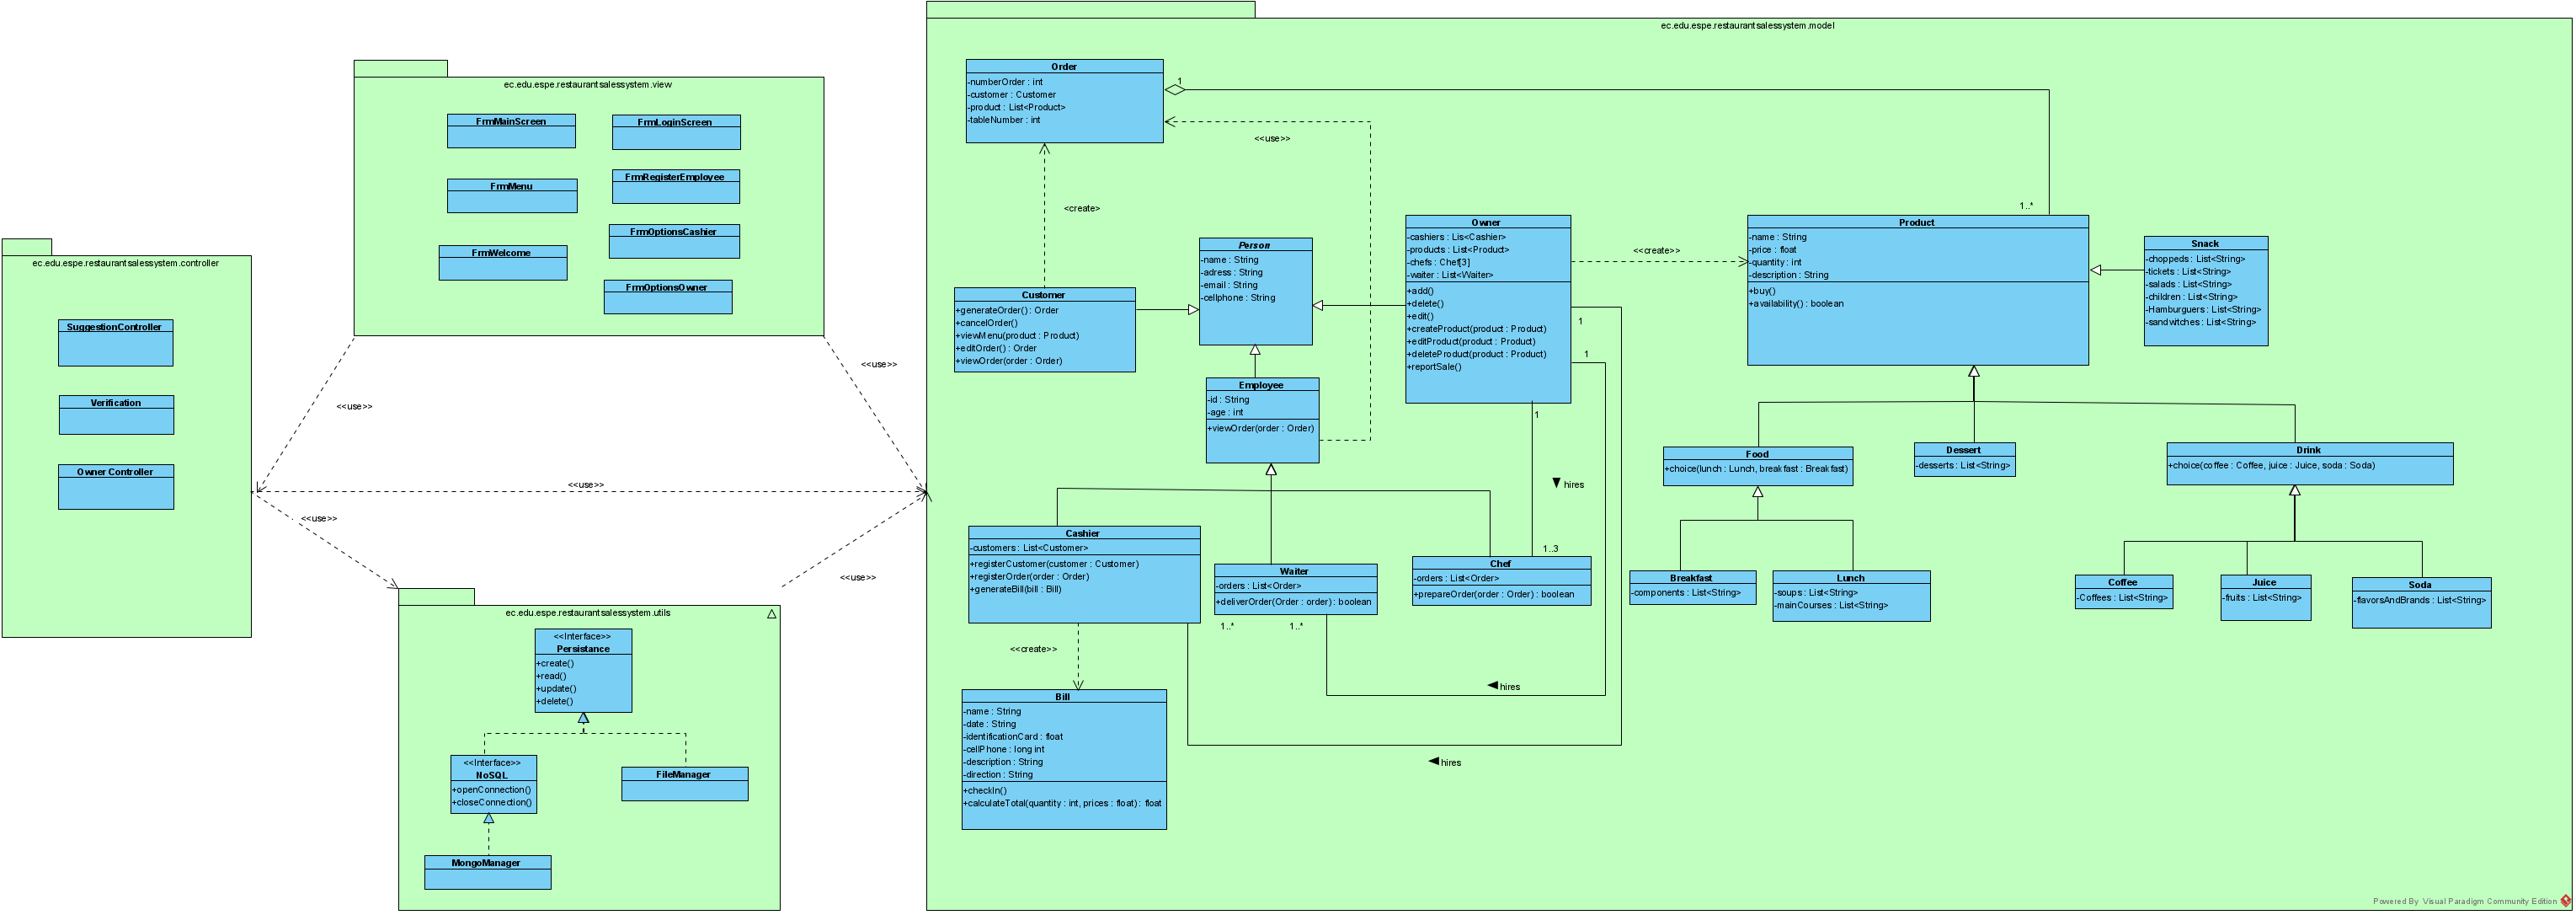 ec.edu.espe.restaurantsalessystem.controller
SuggestionController
Verification
Owner Controller
ec.edu.espe.restaurantsalessystem.view
FrmMainScreen
FrmLoginScreen
FrmMenu
FrmRegisterEmployee
FrmWelcome
FrmOptionsCashier
FrmOptionsOwner
<<use>>
<<use>>
<<use>>
<<use>>
<<use>>
ec.edu.espe.restaurantsalessystem.utils
<<Interface>>
Persistance
+create()
+read()
+update()
+delete()
<<Interface>>
NoSQL
+openConnection()
+closeConnection()
FileManager
MongoManager
ec.edu.espe.restaurantsalessystem.model
Order
-numberOrder : int
-customer : Customer
-product : List<Product>
-tableNumber : int
1
<<use>>
<create>
1..*
Person
-name : String
-adress : String
-email : String
-cellphone : String
Customer
+generateOrder() : Order
+cancelOrder()
+viewMenu(product : Product)
+editOrder() : Order
+viewOrder(order : Order)
Owner
-cashiers : Lis<Cashier>
-products : List<Product>
-chefs : Chef[3]
-waiter : List<Waiter>
+add()
+delete()
+edit()
+createProduct(product : Product)
+editProduct(product : Product)
+deleteProduct(product : Product)
+reportSale()
<<create>>
1
1
1
Product
-name : String
-price : float
-quantity : int
-description : String
+buy()
+availability() : boolean
Snack
-choppeds : List<String>
-tickets : List<String>
-salads : List<String>
-children : List<String>
-Hamburguers : List<String>
-sandwitches : List<String>
Employee
-id : String
-age : int
+viewOrder(order : Order)
Food
+choice(lunch : Lunch, breakfast : Breakfast)
Dessert
-desserts : List<String>
Drink
+choice(coffee : Coffee, juice : Juice, soda : Soda)
hires
1..3
Cashier
-customers : List<Customer>
+registerCustomer(customer : Customer)
+registerOrder(order : Order)
+generateBill(bill : Bill)
Waiter
-orders : List<Order>
+deliverOrder(Order : order) : boolean
1..*
1..*
Chef
-orders : List<Order>
+prepareOrder(order : Order) : boolean
Breakfast
-components : List<String>
Lunch
-soups : List<String>
-mainCourses : List<String>
Coffee
-Coffees : List<String>
Juice
-fruits : List<String>
Soda
-flavorsAndBrands : List<String>
<<create>>
hires
hires
Bill
-name : String
-date : String
-identificationCard : float
-cellPhone : long int
-description : String
-direction : String
+checkIn()
+calculateTotal(quantity : int, prices : float) : float
Powered By Visual Paradigm Community Edition